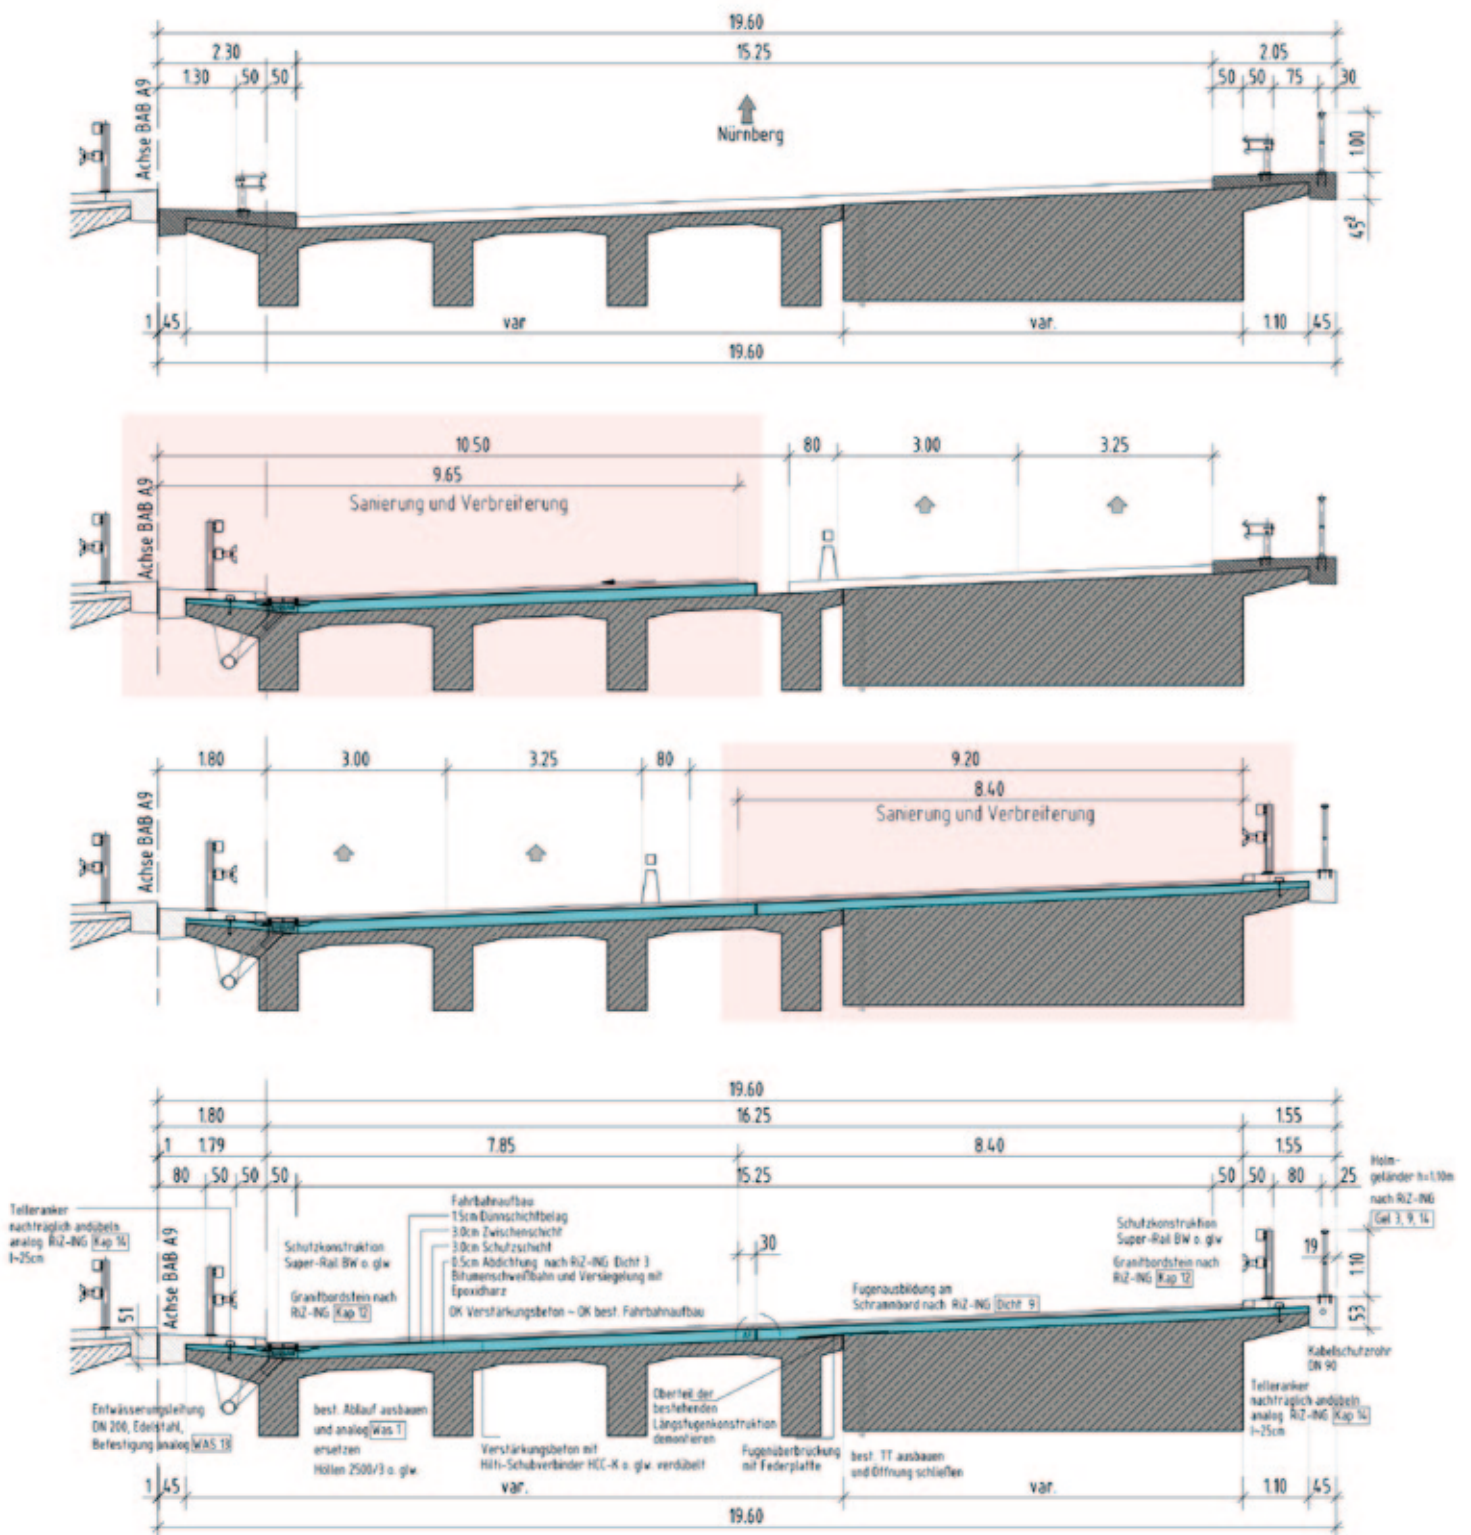 19.60
2.30 15.25 2.05
1.30 50 50 50 50 75 30
Achse BAB A9
Nürnberg
1.00
45²
1 45 var var. 1.10 45
19.60
10.50 80 3.00 3.25
9.65
Sanierung und Verbreiterung
Achse BAB A9
1.80 3.00 3.25 80 9.20
8.40
Sanierung und Verbreiterung
Achse BAB A9
19.60
1.80 16.25 1.55
1 1.79 7.85 8.40 1.55
80 50 50 50 15.25 50 50 80 25
Holm-
geländer h=1.10m
nach RiZ-ING
Gel 3, 9, 14
Telleranker
nachträglich andübeln
analog RiZ-ING Kap 14
l~25cm
Achse BAB A9
51
Schutzkonstruktion
Super-Rail BW o. glw
Granitbordstein nach
RiZ-ING Kap 12
Fahrbahnaufbau
1.5cm Dünnschichtbelag
3.0cm Zwischenschicht
3.0cm Schutzschicht
0.5cm Abdichtung nach RiZ-ING Dicht 3
Bitumenschweißbahn und Versiegelung mit
Epoxidharz
OK Verstärkungsbeton ~ OK best. Fahrbahnaufbau
30
Fugenausbildung am
Schrammbord nach RiZ-ING Dicht 9
Schutzkonstruktion
Super-Rail BW o. glw
Granitbordstein nach
RiZ-ING Kap 12
19
1.10
53
Kabelschutzrohr
DN 90
Telleranker
nachträglich andübeln
analog RiZ-ING Kap 14
l~25cm
Entwässerungsleitung
DN 200, Edelstahl,
Befestigung analog WAS 13
best. Ablauf ausbauen
und analog Was 1
ersetzen
Höllen 2500/3 o. glw.
Verstärkungsbeton mit
Hilti-Schubverbinder HCC-K o. glw. verdübelt
Oberteil der
bestehenden
Längsfugenkonstruktion
demontieren
Fugenüberbrückung
mit Federplatte
best. TT ausbauen
und Öffnung schließen
1 45 var. var. 1.10 45
19.60